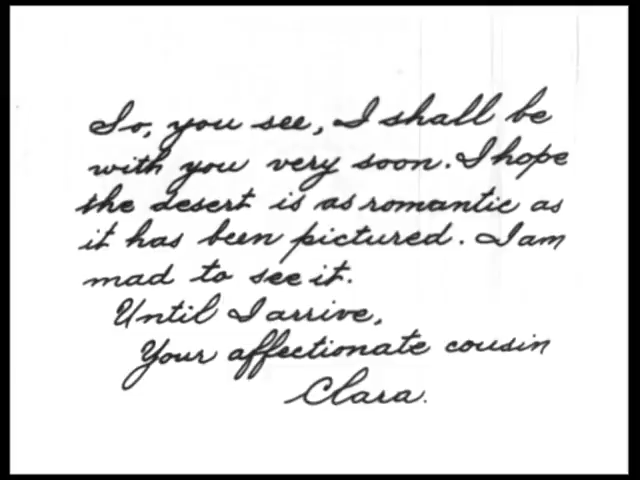 So, you see, I shall be
with you very soon. I hope
the desert is as romantic as
it has been pictured. I am
mad to see it.
Until I arrive,
Your affectionate cousin
Clara.